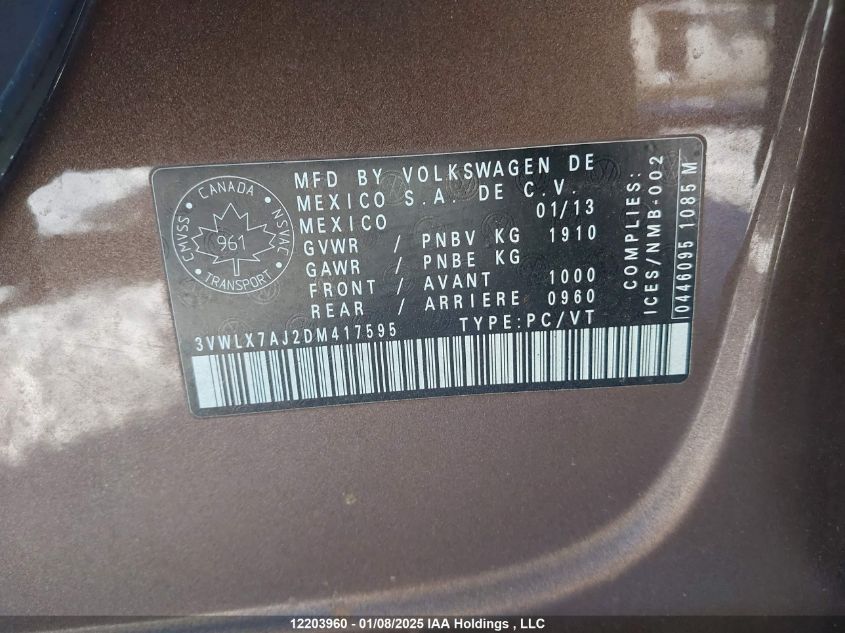 CANADA
CMVSS NSVAC
961
TRANSPORT
MFD BY VOLKSWAGEN DE
MEXICO S.A. DE C.V.
MEXICO 01/13
GVWR / PNBV KG 1910
GAWR / PNBE KG
FRONT / AVANT 1000
REAR / ARRIERE 0960
3VWLX7AJ2DM417595 TYPE:PC/VT
COMPLIES:
ICES/NMB-002
0446095 1085 M
12203960 - 01/08/2025 IAA Holdings , LLC